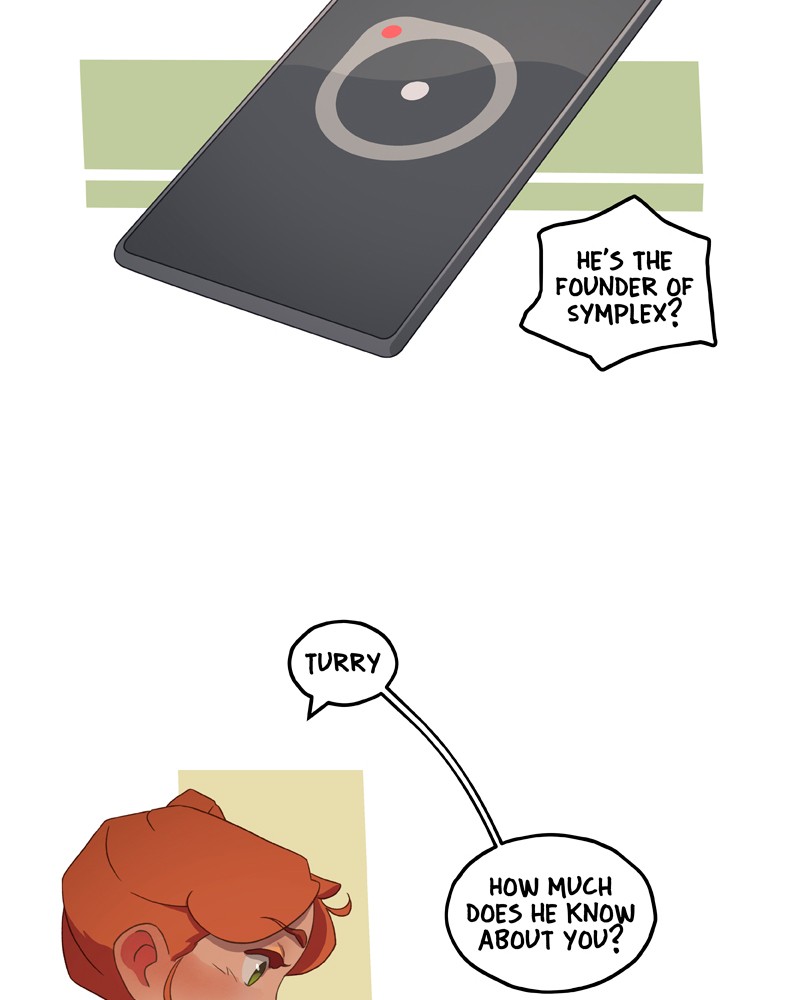 HE'S THE
FOUNDER OF
SYMPLEX?
TURRY
HOW MUCH
DOES HE KNOW
ABOUT YOU?